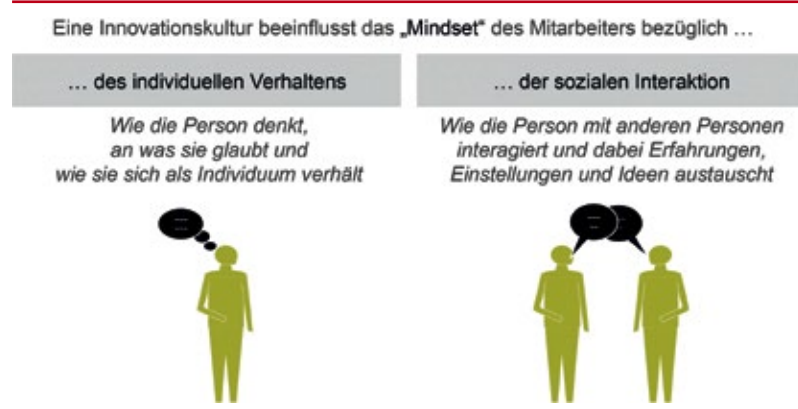 Eine Innovationskultur beeinflusst das „Mindset“ des Mitarbeiters bezüglich …
… des individuellen Verhaltens
Wie die Person denkt,
an was sie glaubt und
wie sie sich als Individuum verhält
… der sozialen Interaktion
Wie die Person mit anderen Personen
interagiert und dabei Erfahrungen,
Einstellungen und Ideen austauscht